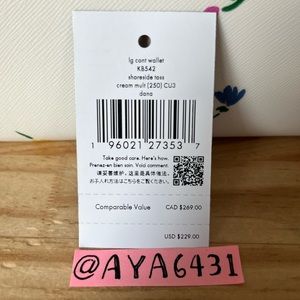 lg cont wallet
KB542
shoreside toss
cream mult (250) CLI3
dana
1 96021 27353 7
Take good care. Here's how.
Prenez-en bien soin. Voici comment.
请妥善维护，这里是具体做法。
お手入れ方法はこちらをご覧ください
Comparable Value CAD $269.00
USD $229.00
@AYA6431